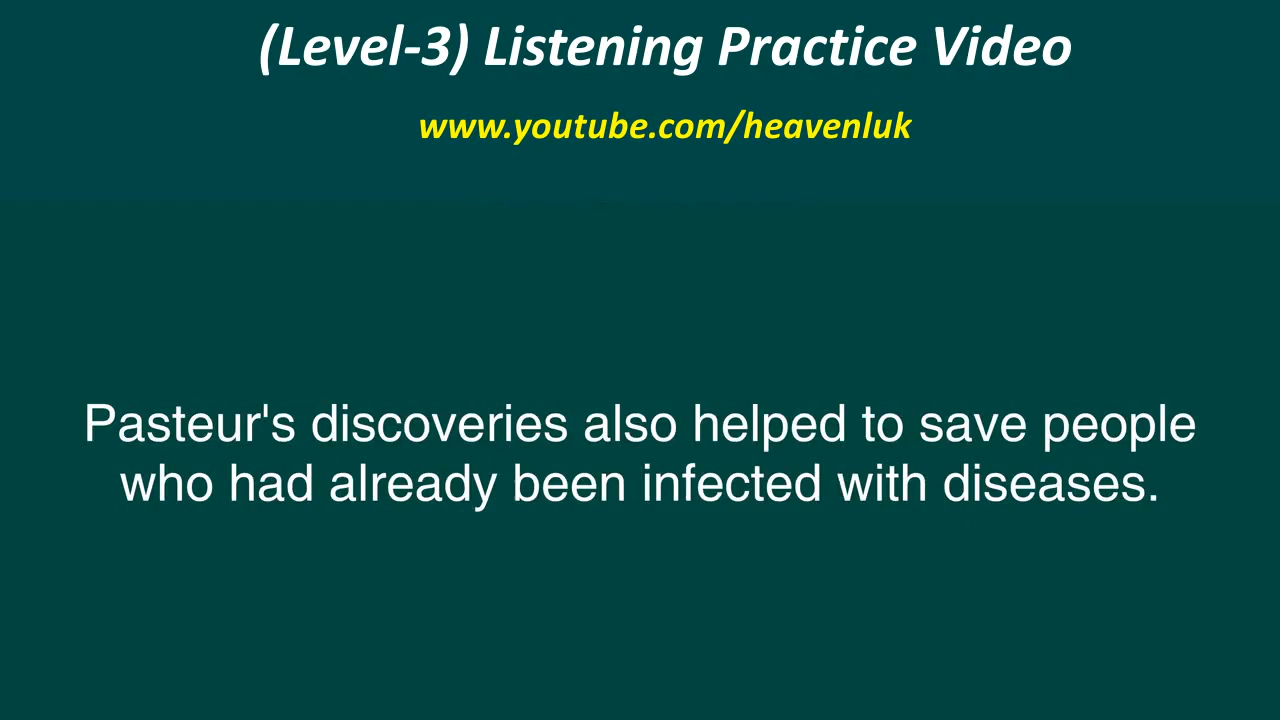 (Level-3) Listening Practice Video
www.youtube.com/heavenluk
Pasteur's discoveries also helped to save people
who had already been infected with diseases.